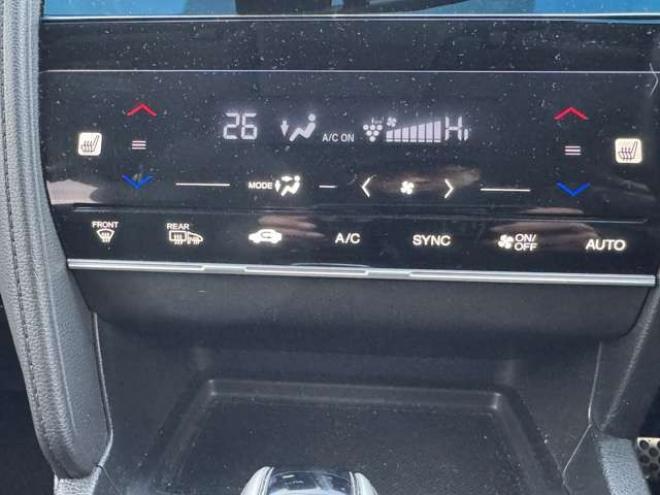 26 A/C ON Hi
MODE
FRONT REAR A/C SYNC ON/OFF AUTO